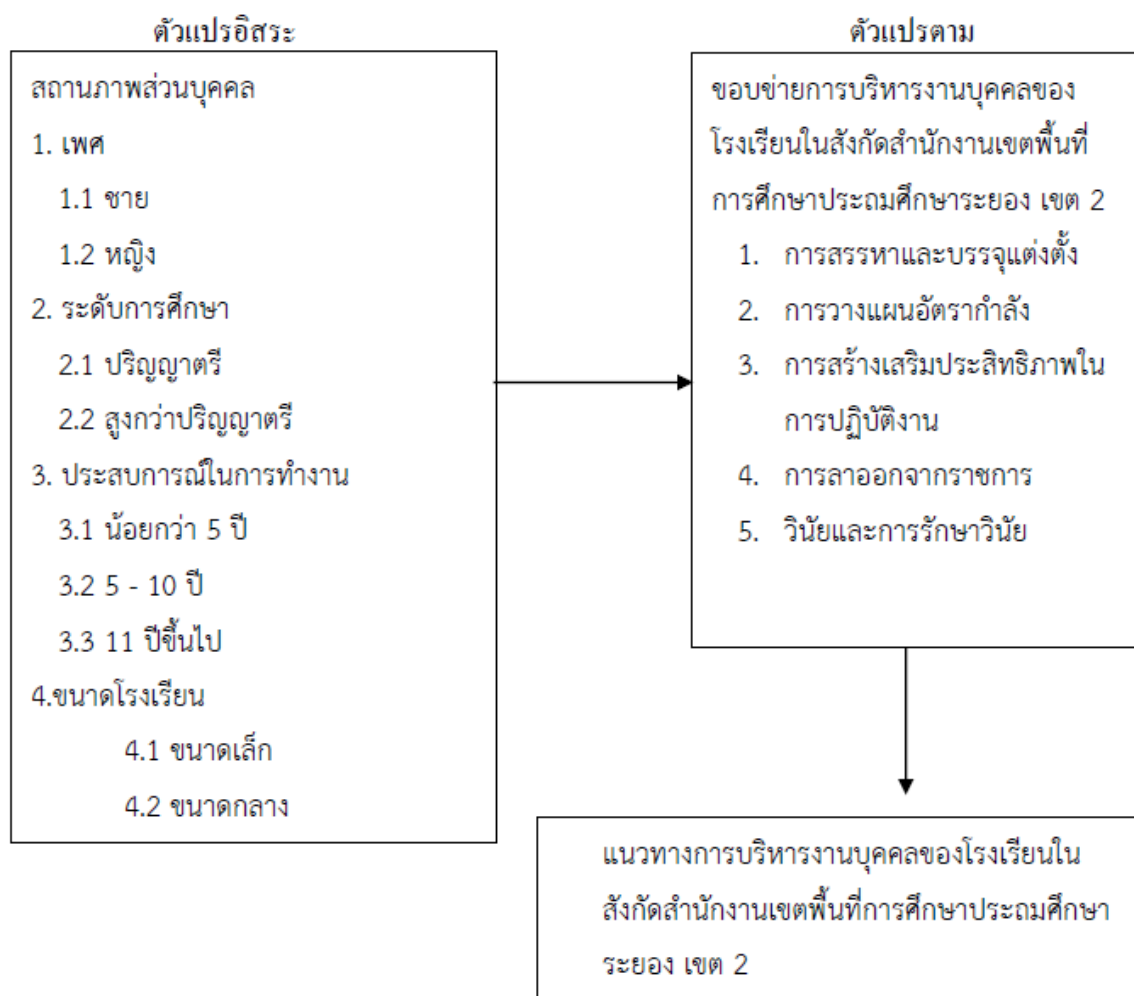 ตัวแปรอิสระ
สถานภาพส่วนบุคคล
1. เพศ
1.1 ชาย
1.2 หญิง
2. ระดับการศึกษา
2.1 ปริญญาตรี
2.2 สูงกว่าปริญญาตรี
3. ประสบการณ์ในการทำงาน
3.1 น้อยกว่า 5 ปี
3.2 5 - 10 ปี
3.3 11 ปีขึ้นไป
4.ขนาดโรงเรียน
4.1 ขนาดเล็ก
4.2 ขนาดกลาง
ตัวแปรตาม
ขอบข่ายการบริหารงานบุคคลของ
โรงเรียนในสังกัดสำนักงานเขตพื้นที่
การศึกษาประถมศึกษาระยอง เขต 2
1. การสรรหาและบรรจุแต่งตั้ง
2. การวางแผนอัตรากำลัง
3. การสร้างเสริมประสิทธิภาพใน
การปฏิบัติงาน
4. การลาออกจากราชการ
5. วินัยและการรักษาวินัย
แนวทางการบริหารงานบุคคลของโรงเรียนใน
สังกัดสำนักงานเขตพื้นที่การศึกษาประถมศึกษา
ระยอง เขต 2